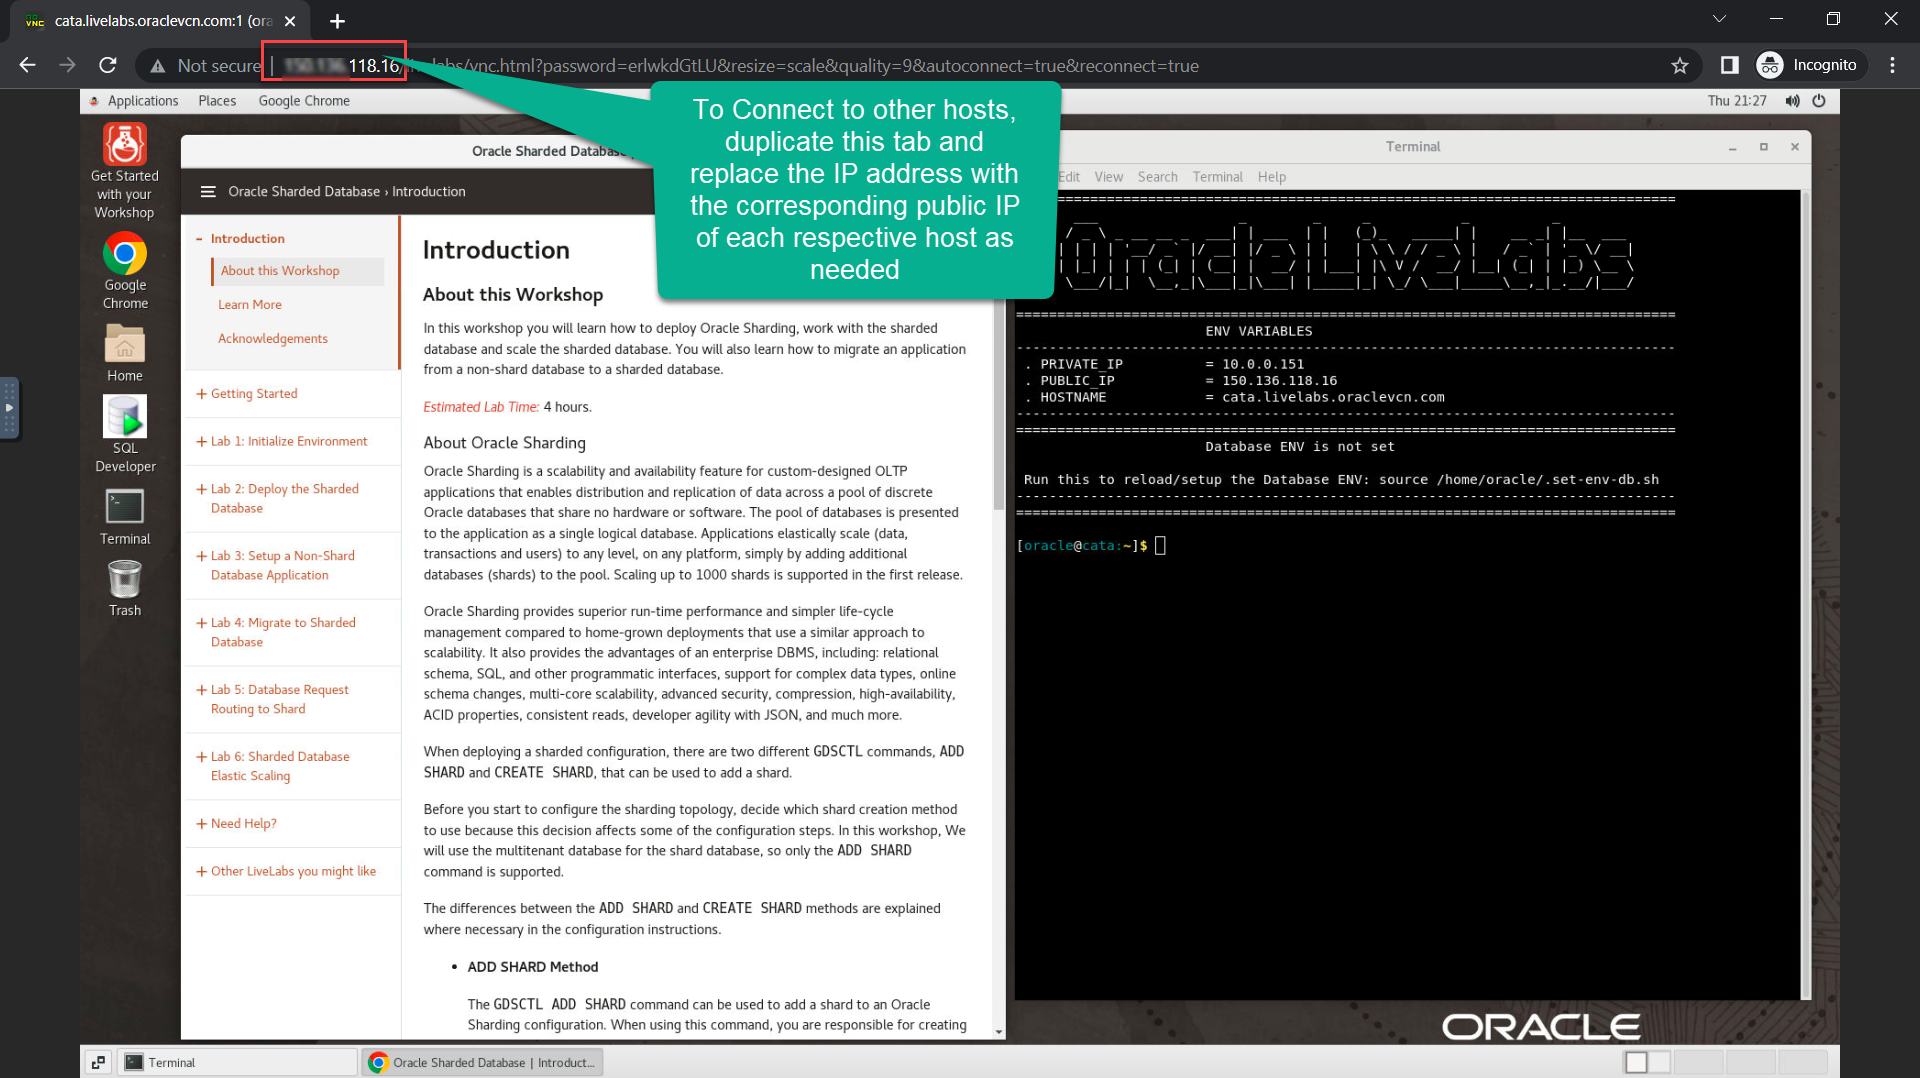 cata.livelabs.oraclevcn.com:1 (ora
Not secure
118.16/livelabs/vnc.html?password=erlwkdGtLU&resize=scale&quality=9&autoconnect=true&reconnect=true
Incognito
Applications Places Google Chrome
Thu 21:27
To Connect to other hosts,
duplicate this tab and
replace the IP address with
the corresponding public IP
of each respective host as
needed
Get Started
with your
Workshop
Google
Chrome
Home
SQL
Developer
Terminal
Trash
Oracle Sharded Database
Oracle Sharded Database › Introduction
- Introduction
About this Workshop
Learn More
Acknowledgements
+ Getting Started
+ Lab 1: Initialize Environment
+ Lab 2: Deploy the Sharded
Database
+ Lab 3: Setup a Non-Shard
Database Application
+ Lab 4: Migrate to Sharded
Database
+ Lab 5: Database Request
Routing to Shard
+ Lab 6: Sharded Database
Elastic Scaling
+ Need Help?
+ Other LiveLabs you might like
Introduction
About this Workshop
In this workshop you will learn how to deploy Oracle Sharding, work with the sharded
database and scale the sharded database. You will also learn how to migrate an application
from a non-shard database to a sharded database.
Estimated Lab Time: 4 hours.
About Oracle Sharding
Oracle Sharding is a scalability and availability feature for custom-designed OLTP
applications that enables distribution and replication of data across a pool of discrete
Oracle databases that share no hardware or software. The pool of databases is presented
to the application as a single logical database. Applications elastically scale (data,
transactions and users) to any level, on any platform, simply by adding additional
databases (shards) to the pool. Scaling up to 1000 shards is supported in the first release.
Oracle Sharding provides superior run-time performance and simpler life-cycle
management compared to home-grown deployments that use a similar approach to
scalability. It also provides the advantages of an enterprise DBMS, including: relational
schema, SQL, and other programmatic interfaces, support for complex data types, online
schema changes, multi-core scalability, advanced security, compression, high-availability,
ACID properties, consistent reads, developer agility with JSON, and much more.
When deploying a sharded configuration, there are two different GDSCTL commands, ADD
SHARD and CREATE SHARD, that can be used to add a shard.
Before you start to configure the sharding topology, decide which shard creation method
to use because this decision affects some of the configuration steps. In this workshop, We
will use the multitenant database for the shard database, so only the ADD SHARD
command is supported.
The differences between the ADD SHARD and CREATE SHARD methods are explained
where necessary in the configuration instructions.
• ADD SHARD Method
The GDSCTL ADD SHARD command can be used to add a shard to an Oracle
Sharding configuration. When using this command, you are responsible for creating
Terminal
Edit View Search Terminal Help
Oracle LiveLabs
ENV VARIABLES
. PRIVATE_IP = 10.0.0.151
. PUBLIC_IP = 150.136.118.16
. HOSTNAME = cata.livelabs.oraclevcn.com
Database ENV is not set
Run this to reload/setup the Database ENV: source /home/oracle/.set-env-db.sh
[oracle@cata:~]$
ORACLE
Terminal
Oracle Sharded Database | Introduct...